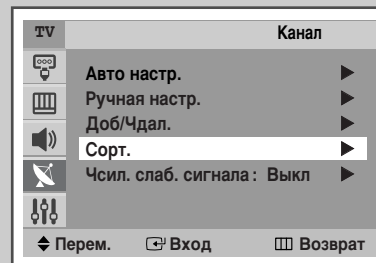 TV Канал
Авто настр.
Ручная настр.
Доб/Чдал.
Сорт.
Чсил. слаб. сигнала : Выкл
Перем. Вход Возврат